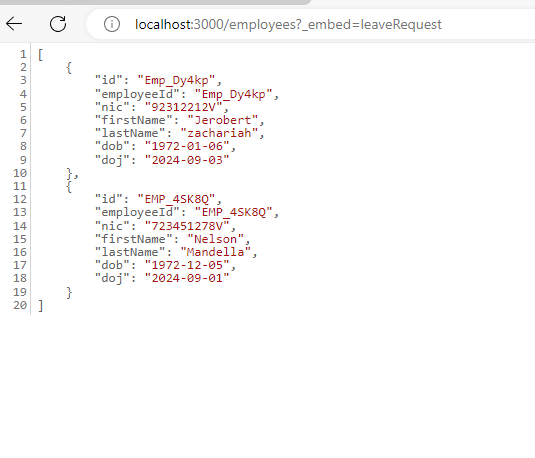 localhost:3000/employees?_embed=leaveRequest
1 [
2 {
3 "id": "Emp_Dy4kp",
4 "employeeId": "Emp_Dy4kp",
5 "nic": "92312212V",
6 "firstName": "Jerobert",
7 "lastName": "zachariah",
8 "dob": "1972-01-06",
9 "doj": "2024-09-03"
10 },
11 {
12 "id": "EMP_4SK8Q",
13 "employeeId": "EMP_4SK8Q",
14 "nic": "723451278V",
15 "firstName": "Nelson",
16 "lastName": "Mandella",
17 "dob": "1972-12-05",
18 "doj": "2024-09-01"
19 }
20 ]